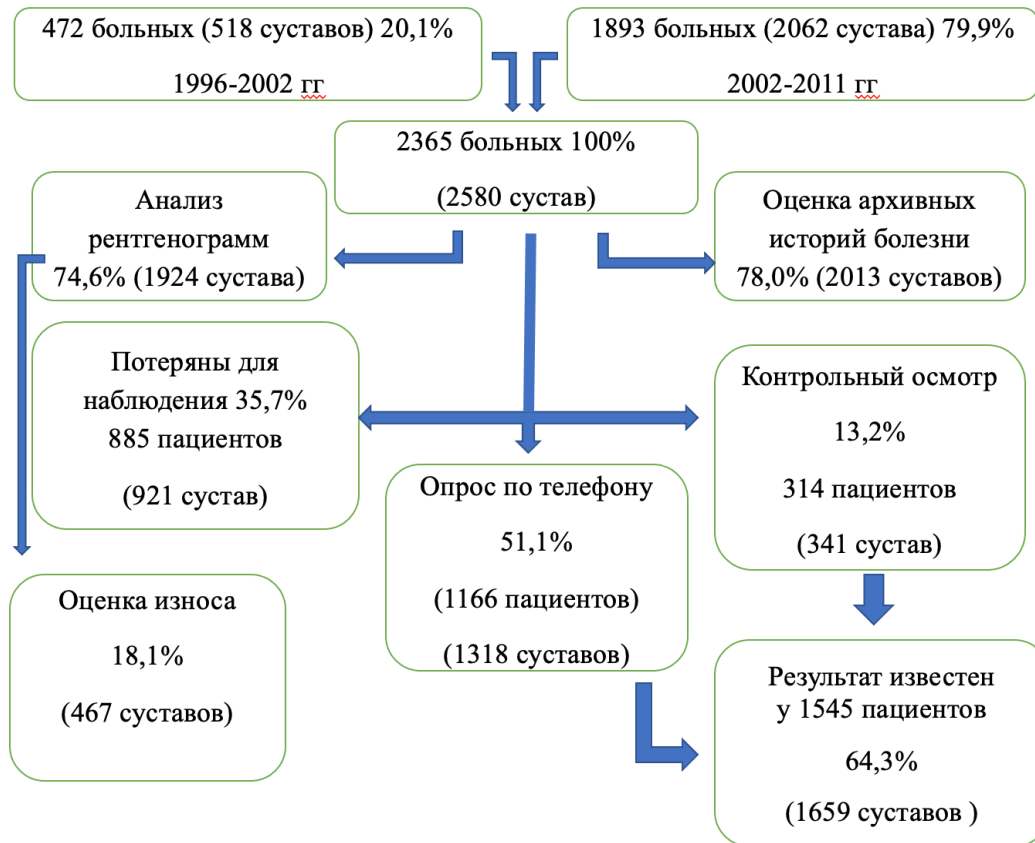 472 больных (518 суставов) 20,1%
1996-2002 гг
1893 больных (2062 сустава) 79,9%
2002-2011 гг
2365 больных 100%
(2580 сустав)
Анализ
рентгенограмм
74,6% (1924 сустава)
Оценка архивных
историй болезни
78,0% (2013 суставов)
Потеряны для
наблюдения 35,7%
885 пациентов
(921 сустав)
Контрольный осмотр
13,2%
314 пациентов
(341 сустав)
Опрос по телефону
51,1%
(1166 пациентов)
(1318 суставов)
Оценка износа
18,1%
(467 суставов)
Результат известен
у 1545 пациентов
64,3%
(1659 суставов )